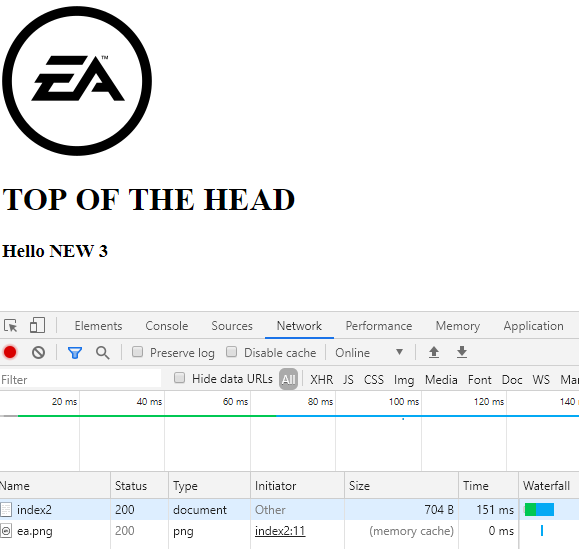 EA™
TOP OF THE HEAD
Hello NEW 3
Elements Console Sources Network Performance Memory Application
Preserve log Disable cache Online
Filter Hide data URLs All XHR JS CSS Img Media Font Doc WS Man
20 ms 40 ms 60 ms 80 ms 100 ms 120 ms 140
Name Status Type Initiator Size Time Waterfall
index2 200 document Other 704 B 151 ms
ea.png 200 png index2:11 (memory cache) 0 ms